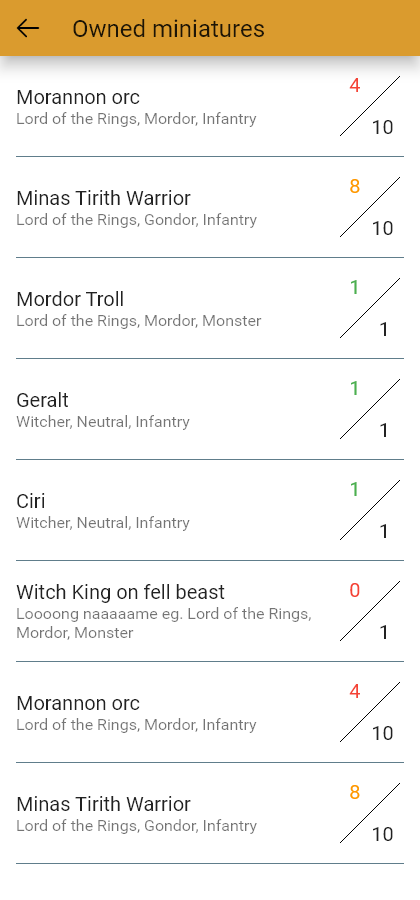 Owned miniatures
Morannon orc
Lord of the Rings, Mordor, Infantry
4
10
Minas Tirith Warrior
Lord of the Rings, Gondor, Infantry
8
10
Mordor Troll
Lord of the Rings, Mordor, Monster
1
1
Geralt
Witcher, Neutral, Infantry
1
1
Ciri
Witcher, Neutral, Infantry
1
1
Witch King on fell beast
Loooong naaaaame eg. Lord of the Rings,
Mordor, Monster
0
1
Morannon orc
Lord of the Rings, Mordor, Infantry
4
10
Minas Tirith Warrior
Lord of the Rings, Gondor, Infantry
8
10